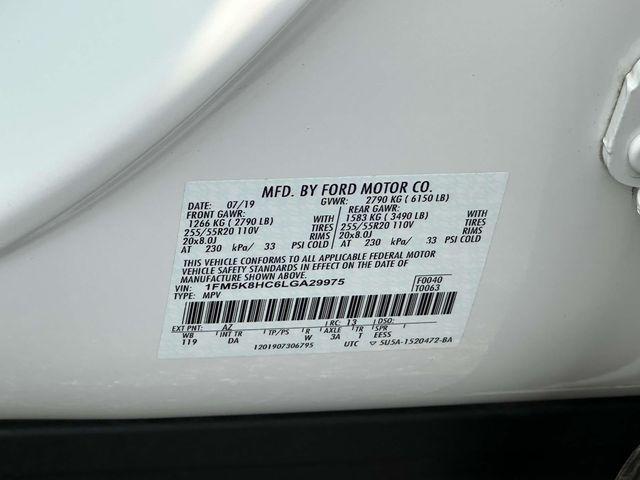 MFD. BY FORD MOTOR CO.
DATE: 07/19 GVWR: 2790 KG ( 6150 LB)
FRONT GAWR: REAR GAWR:
1266 KG ( 2790 LB) WITH 1583 KG ( 3490 LB) WITH
255/55R20 110V TIRES 255/55R20 110V TIRES
20x8.0J RIMS 20x8.0J RIMS
AT 230 kPa/ 33 PSI COLD AT 230 kPa/ 33 PSI COLD
THIS VEHICLE CONFORMS TO ALL APPLICABLE FEDERAL MOTOR
VEHICLE SAFETY AND THEFT PREVENTION STANDARDS IN EFFECT ON THE DATE OF
MANUFACTURE SHOWN ABOVE.
VIN: 1FM5K8HC6LGA29975 F0040
TYPE: MPV T0063
EXT PNT: AZ RC: 13 DSO:
WB INT TR TP/PS R AXLE TR SPR
119 DA W 3A T EESS
1201907306795 UTC ▽ 5U5A-1520472-BA